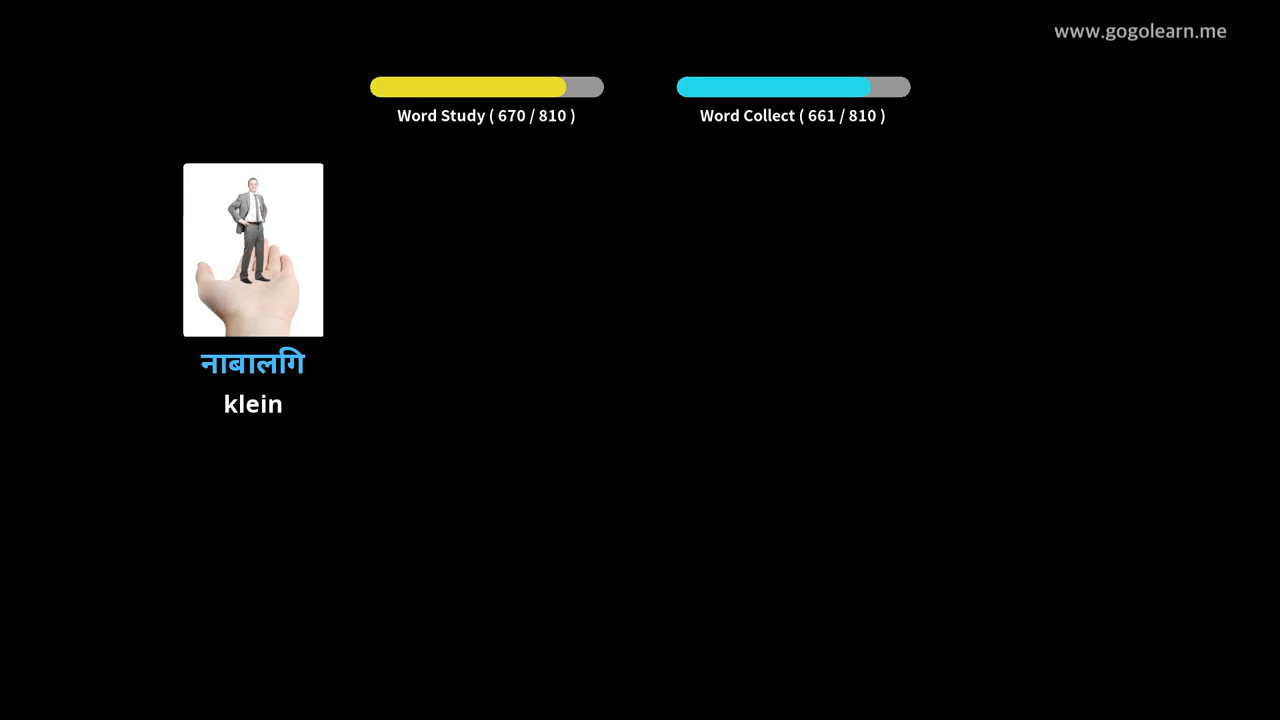 www.gogolearn.me
Word Study ( 670 / 810 )
Word Collect ( 661 / 810 )
नाबालगि
klein